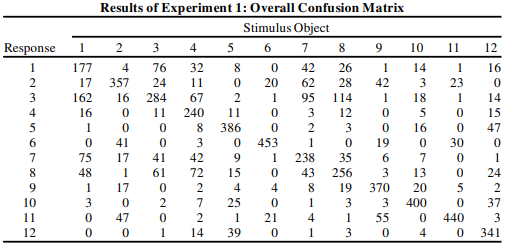 Results of Experiment 1: Overall Confusion Matrix
Stimulus Object
Response 1 2 3 4 5 6 7 8 9 10 11 12
1 177 4 76 32 8 0 42 26 1 14 1 16
2 17 357 24 11 0 20 62 28 42 3 23 0
3 162 16 284 67 2 1 95 114 1 18 1 14
4 16 0 11 240 11 0 3 12 0 5 0 15
5 1 0 0 8 386 0 2 3 0 16 0 47
6 0 41 0 3 0 453 1 0 19 0 30 0
7 75 17 41 42 9 1 238 35 6 7 0 1
8 48 1 61 72 15 0 43 256 3 13 0 24
9 1 17 0 2 4 4 8 19 370 20 5 2
10 3 0 2 7 25 0 1 3 3 400 0 37
11 0 47 0 2 1 21 4 1 55 0 440 3
12 0 0 1 14 39 0 1 3 0 4 0 341